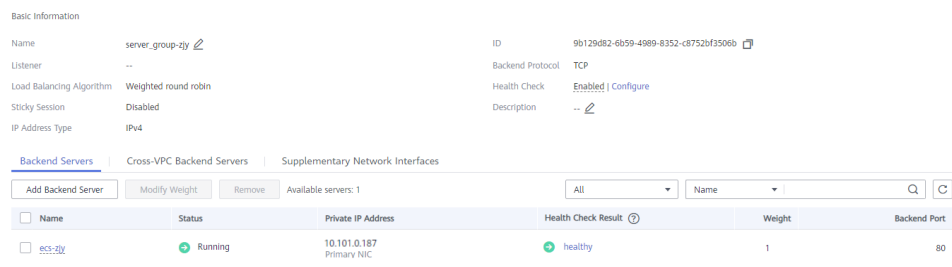 Basic Information
Name server_group-zjy ID 9b129d82-6b59-4989-8352-c8752bf3506b
Listener -- Backend Protocol TCP
Load Balancing Algorithm Weighted round robin Health Check Enabled | Configure
Sticky Session Disabled Description --
IP Address Type IPv4
Backend Servers Cross-VPC Backend Servers Supplementary Network Interfaces
Add Backend Server Modify Weight Remove Available servers: 1 All Name
Name Status Private IP Address Health Check Result Weight Backend Port
ecs-zjy Running 10.101.0.187 healthy 1 80
Primary NIC